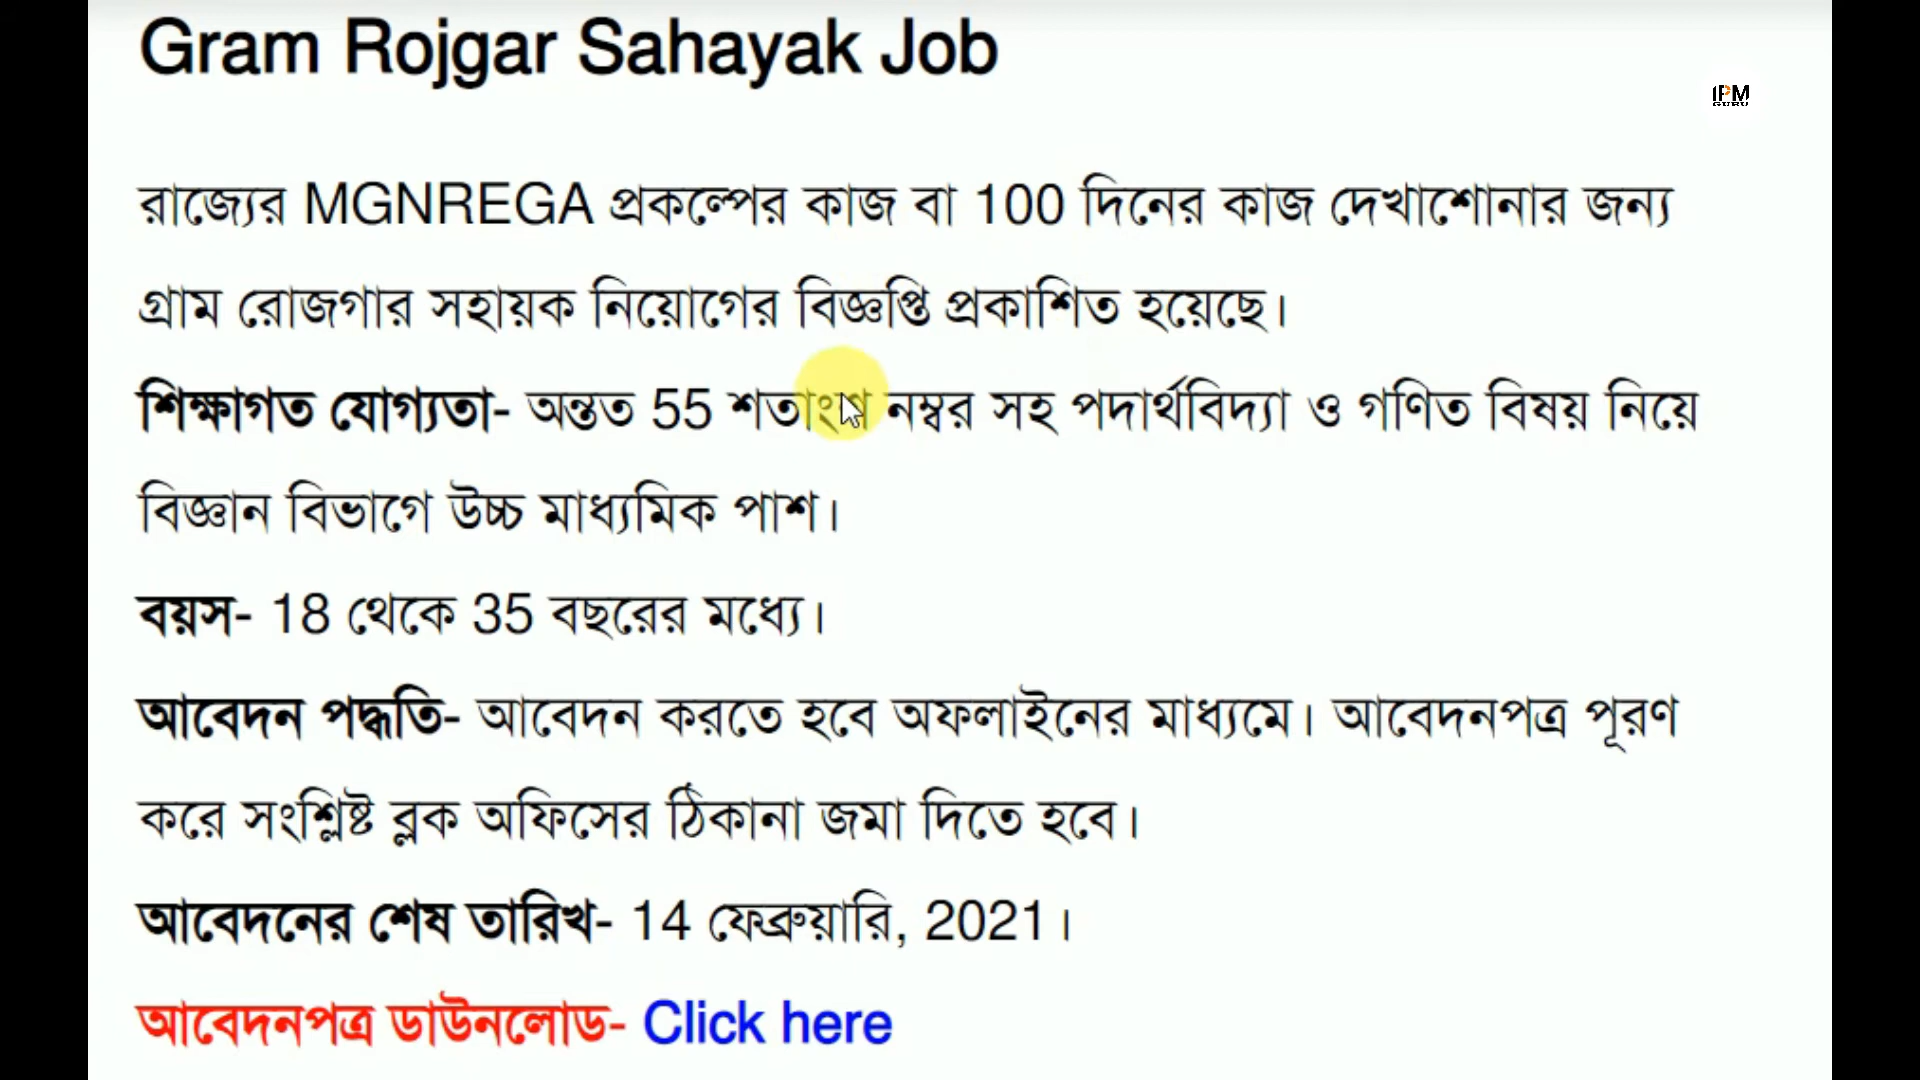 Gram Rojgar Sahayak Job
IPM
GURU
রাজ্যের MGNREGA প্রকল্পের কাজ বা 100 দিনের কাজ দেখাশোনার জন্য
গ্রাম রোজগার সহায়ক নিয়োগের বিজ্ঞপ্তি প্রকাশিত হয়েছে।
শিক্ষাগত যোগ্যতা- অন্তত 55 শতাংশ নম্বর সহ পদার্থবিদ্যা ও গণিত বিষয় নিয়ে
বিজ্ঞান বিভাগে উচ্চ মাধ্যমিক পাশ।
বয়স- 18 থেকে 35 বছরের মধ্যে।
আবেদন পদ্ধতি- আবেদন করতে হবে অফলাইনের মাধ্যমে। আবেদনপত্র পূরণ
করে সংশ্লিষ্ট ব্লক অফিসের ঠিকানা জমা দিতে হবে।
আবেদনের শেষ তারিখ- 14 ফেব্রুয়ারি, 2021।
আবেদনপত্র ডাউনলোড- Click here